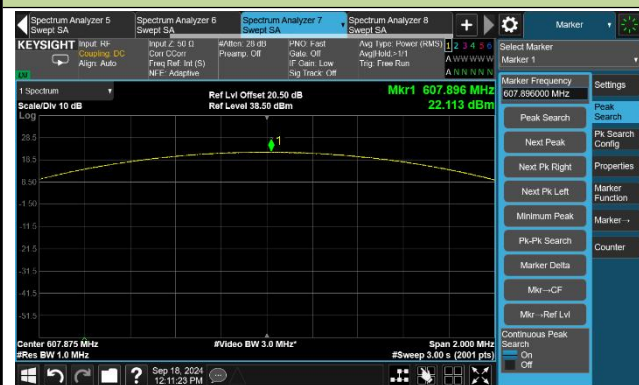 Spectrum Analyzer 5
Swept SA
Spectrum Analyzer 6
Swept SA
Spectrum Analyzer 7
Swept SA
Spectrum Analyzer 8
Swept SA
+
Marker
KEYSIGHT
Input: RF
Coupling: DC
Align: Auto
Input Z: 50 Ω
Corr CCorr
Freq Ref: Int (S)
NFE: Adaptive
#Atten: 28 dB
Preamp: Off
PNO: Fast
Gate: Off
IF Gain: Low
Sig Track: Off
Avg Type: Power (RMS)
Avg|Hold:>1/1
Trig: Free Run
1 2 3 4 5 6
A W W W W W
A N N N N N
Select Marker
Marker 1
1 Spectrum
Scale/Div 10 dB
Log
Ref Lvl Offset 20.50 dB
Ref Level 38.50 dBm
Mkr1 607.896 MHz
22.113 dBm
1
28.5
18.5
8.50
-1.50
-11.5
-21.5
-31.5
-41.5
-51.5
Center 607.875 MHz
#Res BW 1.0 MHz
#Video BW 3.0 MHz*
Span 2.000 MHz
#Sweep 3.00 s (2001 pts)
Marker Frequency
607.896000 MHz
Peak Search
Next Peak
Next Pk Right
Next Pk Left
Minimum Peak
Pk-Pk Search
Marker Delta
Mkr→CF
Mkr→Ref Lvl
Continuous Peak
Search
On
Off
Settings
Peak
Search
Pk Search
Config
Properties
Marker
Function
Marker→
Counter
?
Sep 18, 2024
12:11:23 PM